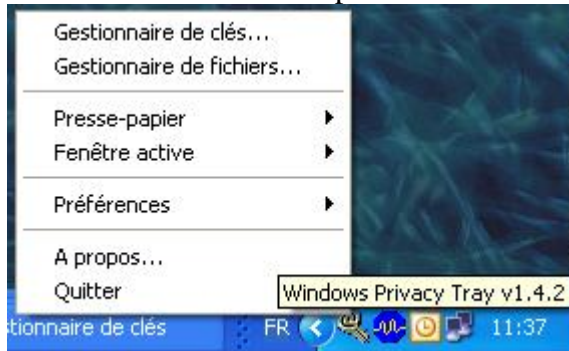 Gestionnaire de clés...
Gestionnaire de fichiers...
Presse-papier
Fenêtre active
Préférences
A propos...
Quitter
Windows Privacy Tray v1.4.2
de clés FR 11:37